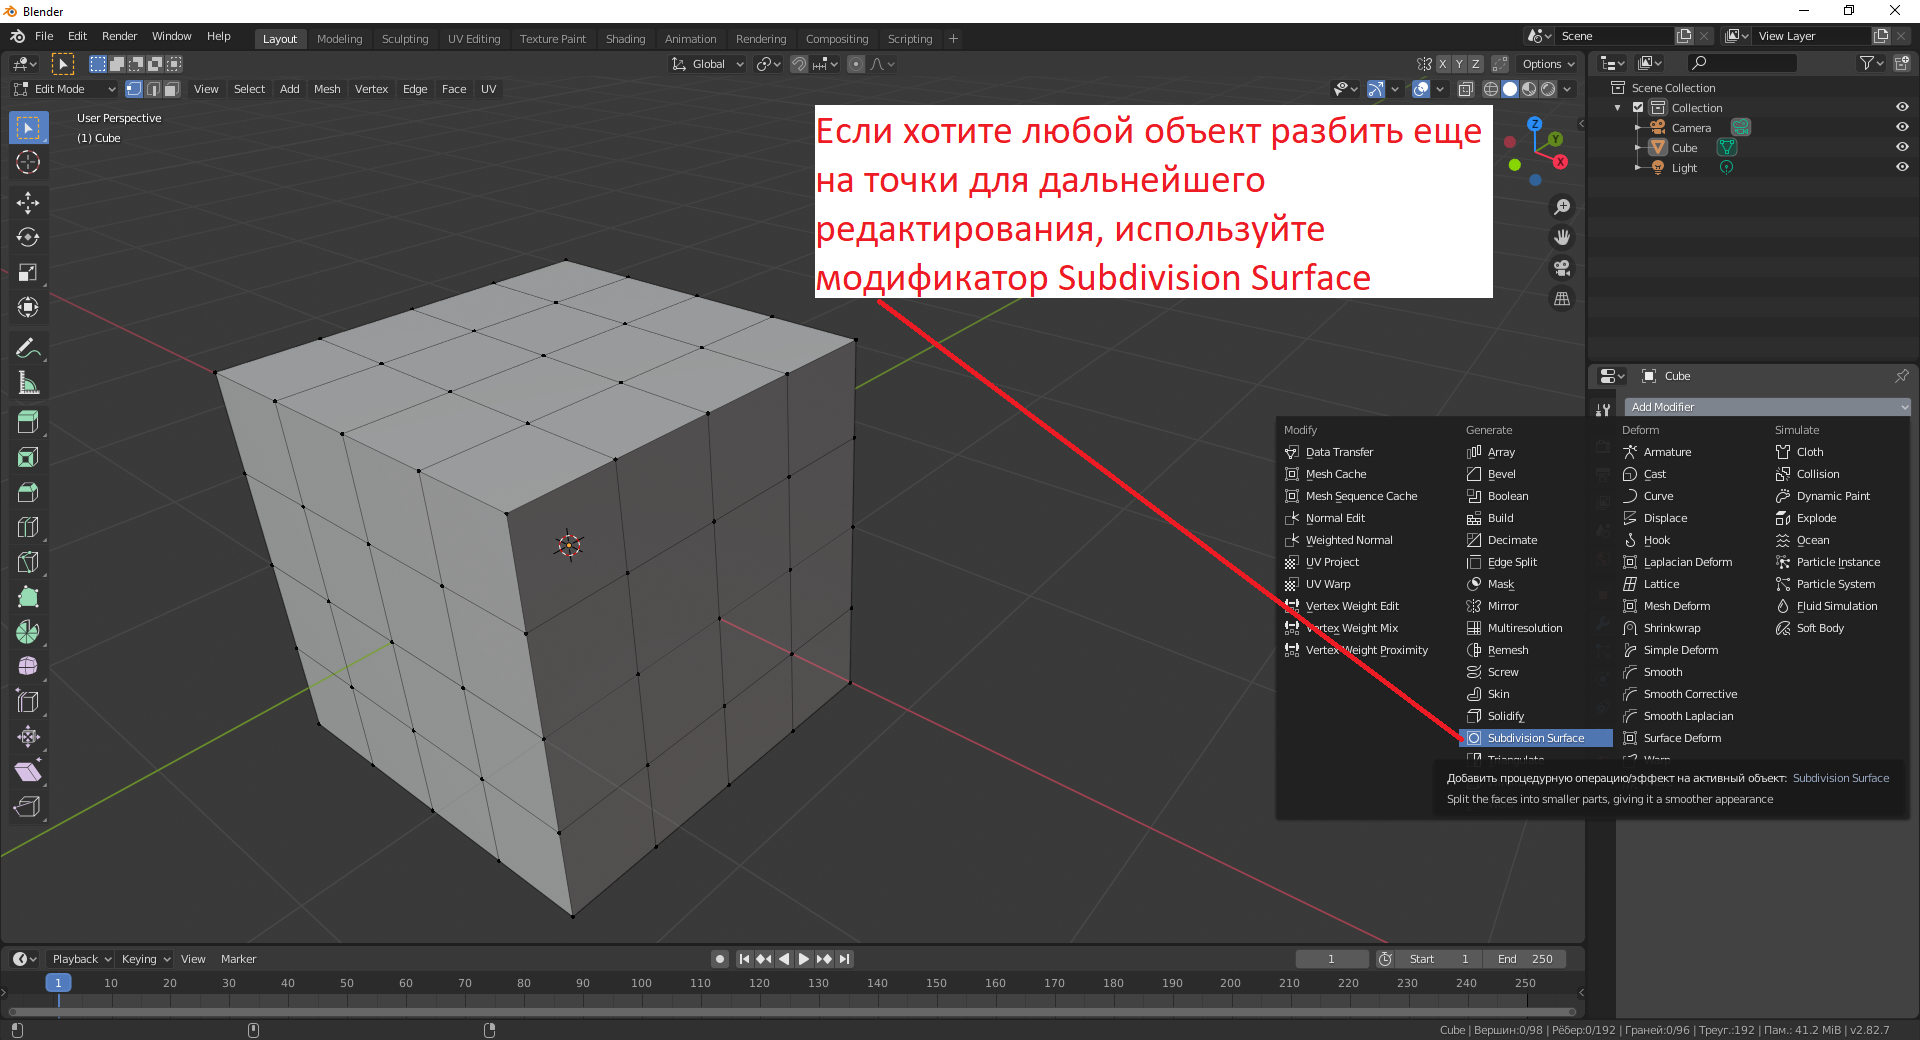 Blender
File Edit Render Window Help Layout Modeling Sculpting UV Editing Texture Paint Shading Animation Rendering Compositing Scripting + Scene View Layer
Global X Y Z Options
Edit Mode View Select Add Mesh Vertex Edge Face UV
User Perspective
(1) Cube
Если хотите любой объект разбить еще
на точки для дальнейшего
редактирования, используйте
модификатор Subdivision Surface
Z
Y
X
Scene Collection
Collection
Camera
Cube
Light
Cube
Add Modifier
Modify
Data Transfer
Mesh Cache
Mesh Sequence Cache
Normal Edit
Weighted Normal
UV Project
UV Warp
Vertex Weight Edit
Vertex Weight Mix
Vertex Weight Proximity
Generate
Array
Bevel
Boolean
Build
Decimate
Edge Split
Mask
Mirror
Multiresolution
Remesh
Screw
Skin
Solidify
Subdivision Surface
Triangulate
Deform
Armature
Cast
Curve
Displace
Hook
Laplacian Deform
Lattice
Mesh Deform
Shrinkwrap
Simple Deform
Smooth
Smooth Corrective
Smooth Laplacian
Surface Deform
Warp
Simulate
Cloth
Collision
Dynamic Paint
Explode
Ocean
Particle Instance
Particle System
Fluid Simulation
Soft Body
Добавить процедурную операцию/эффект на активный объект: Subdivision Surface
Split the faces into smaller parts, giving it a smoother appearance
Playback Keying View Marker 1 Start 1 End 250
1 10 20 30 40 50 60 70 80 90 100 110 120 130 140 150 160 170 180 190 200 210 220 230 240 250
Cube | Вершин:0/98 | Рёбер:0/192 | Граней:0/96 | Треуг.:192 | Пам.: 41.2 MiB | v2.82.7